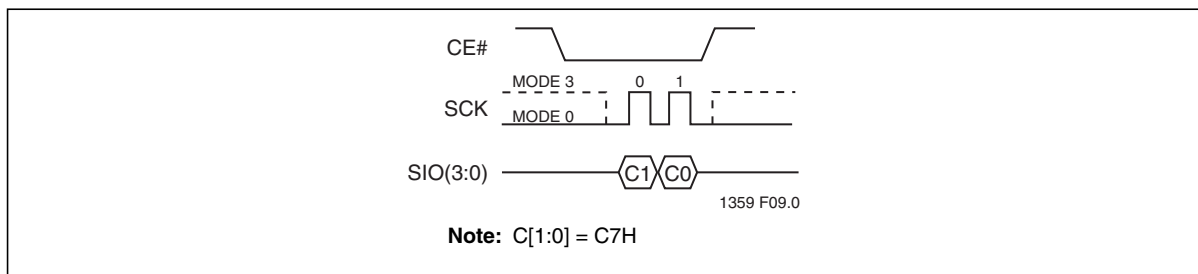 CE#
MODE 3 0 1
SCK
MODE 0
SIO(3:0) C1 C0
1359 F09.0
Note: C[1:0] = C7H